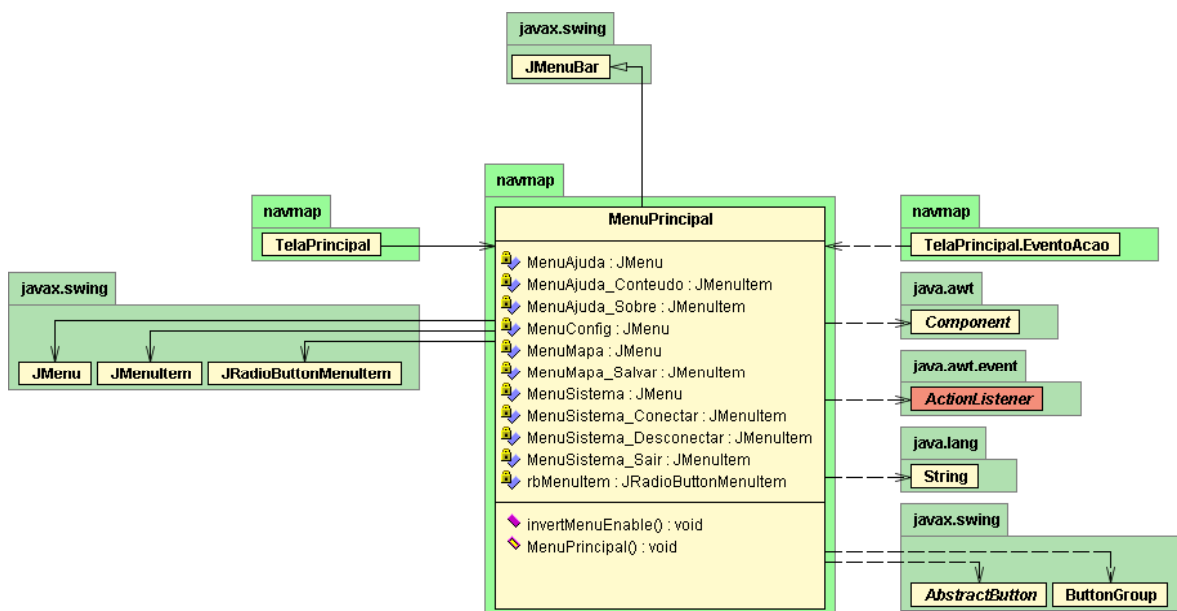 javax.swing
JMenuBar
navmap
MenuPrincipal
navmap
TelaPrincipal
navmap
TelaPrincipal.EventoAcao
MenuAjuda : JMenu
MenuAjuda_Conteudo : JMenuItem
MenuAjuda_Sobre : JMenuItem
MenuConfig : JMenu
MenuMapa : JMenu
MenuMapa_Salvar : JMenuItem
MenuSistema : JMenu
MenuSistema_Conectar : JMenuItem
MenuSistema_Desconectar : JMenuItem
MenuSistema_Sair : JMenuItem
rbMenuItem : JRadioButtonMenuItem
invertMenuEnable() : void
MenuPrincipal() : void
javax.swing
JMenu
JMenuItem
JRadioButtonMenuItem
java.awt
Component
java.awt.event
ActionListener
java.lang
String
javax.swing
AbstractButton
ButtonGroup